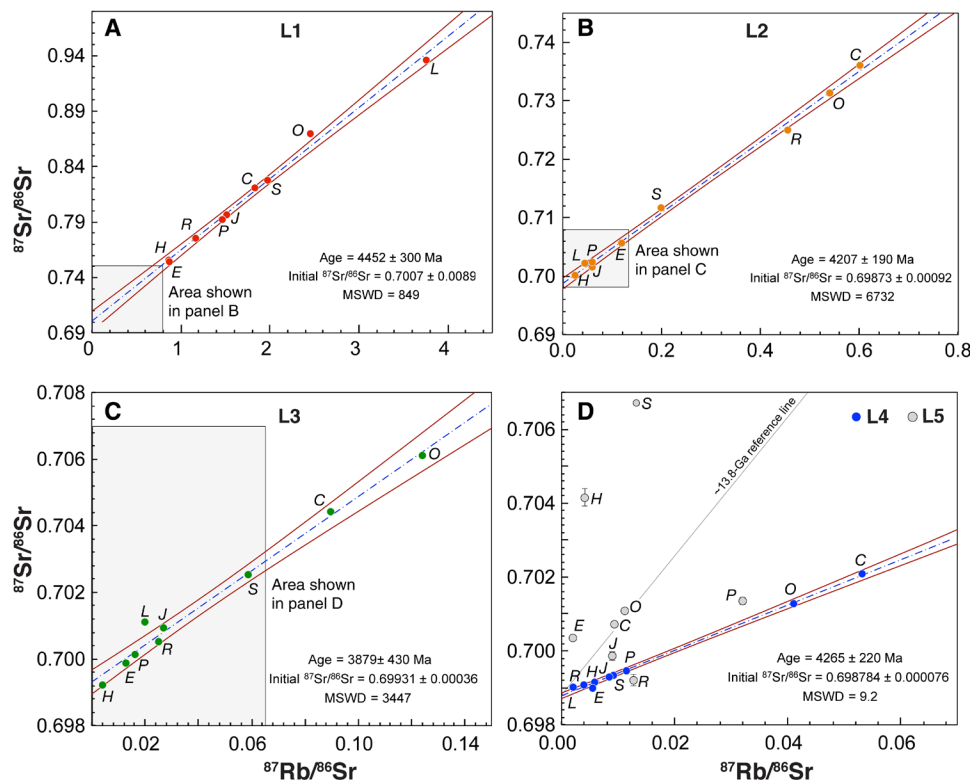 A
L1
0.94
0.89
0.84
0.79
0.74
0.69
0
1
2
3
4
⁸⁷Sr/⁸⁶Sr
L
O
C
S
R
J
P
H
E
Area shown
in panel B
Age = 4452 ± 300 Ma
Initial ⁸⁷Sr/⁸⁶Sr = 0.7007 ± 0.0089
MSWD = 849
B
L2
0.74
0.73
0.72
0.71
0.70
0.69
0.0
0.2
0.4
0.6
0.8
C
O
R
S
L
P
E
J
H
Area shown
in panel C
Age = 4207 ± 190 Ma
Initial ⁸⁷Sr/⁸⁶Sr = 0.69873 ± 0.00092
MSWD = 6732
C
L3
0.708
0.706
0.704
0.702
0.700
0.698
0.02
0.06
0.10
0.14
⁸⁷Sr/⁸⁶Sr
⁸⁷Rb/⁸⁶Sr
O
C
S
L
J
R
P
E
H
Area shown
in panel D
Age = 3879± 430 Ma
Initial ⁸⁷Sr/⁸⁶Sr = 0.69931 ± 0.00036
MSWD = 3447
D
L4
L5
0.706
0.704
0.702
0.700
0.698
0.00
0.02
0.04
0.06
⁸⁷Rb/⁸⁶Sr
~13.8-Ga reference line
S
H
P
O
C
E
J
R
C
O
P
R
H
J
S
L
E
Age = 4265 ± 220 Ma
Initial ⁸⁷Sr/⁸⁶Sr = 0.698784 ± 0.000076
MSWD = 9.2